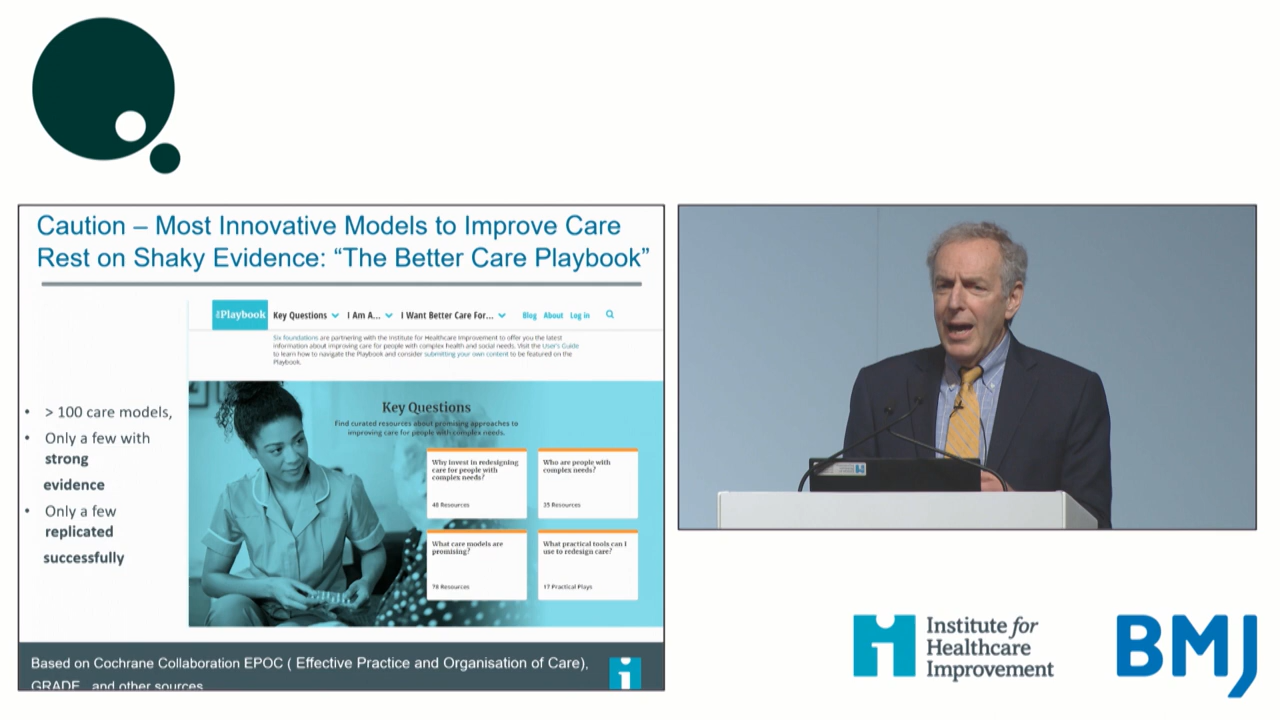 Caution – Most Innovative Models to Improve Care
Rest on Shaky Evidence: “The Better Care Playbook”
Playbook
Key Questions
I Am A...
I Want Better Care For...
Blog
About
Log in
Six foundations are partnering with the Institute for Healthcare Improvement to offer you the latest
information about improving care for people with complex health and social needs. Visit the User's Guide
to learn how to navigate the Playbook and consider submitting your own content to be featured on the
Playbook.
• > 100 care models,
• Only a few with
strong
evidence
• Only a few
replicated
successfully
Key Questions
Find curated resources about promising approaches to
improving care for people with complex needs.
Why invest in redesigning
care for people with
complex needs?
48 Resources
Who are people with
complex needs?
35 Resources
What care models are
promising?
78 Resources
What practical tools can I
use to redesign care?
17 Practical Plays
Based on Cochrane Collaboration EPOC ( Effective Practice and Organisation of Care),
GRADE and other sources
Institute for
Healthcare
Improvement
BMJ